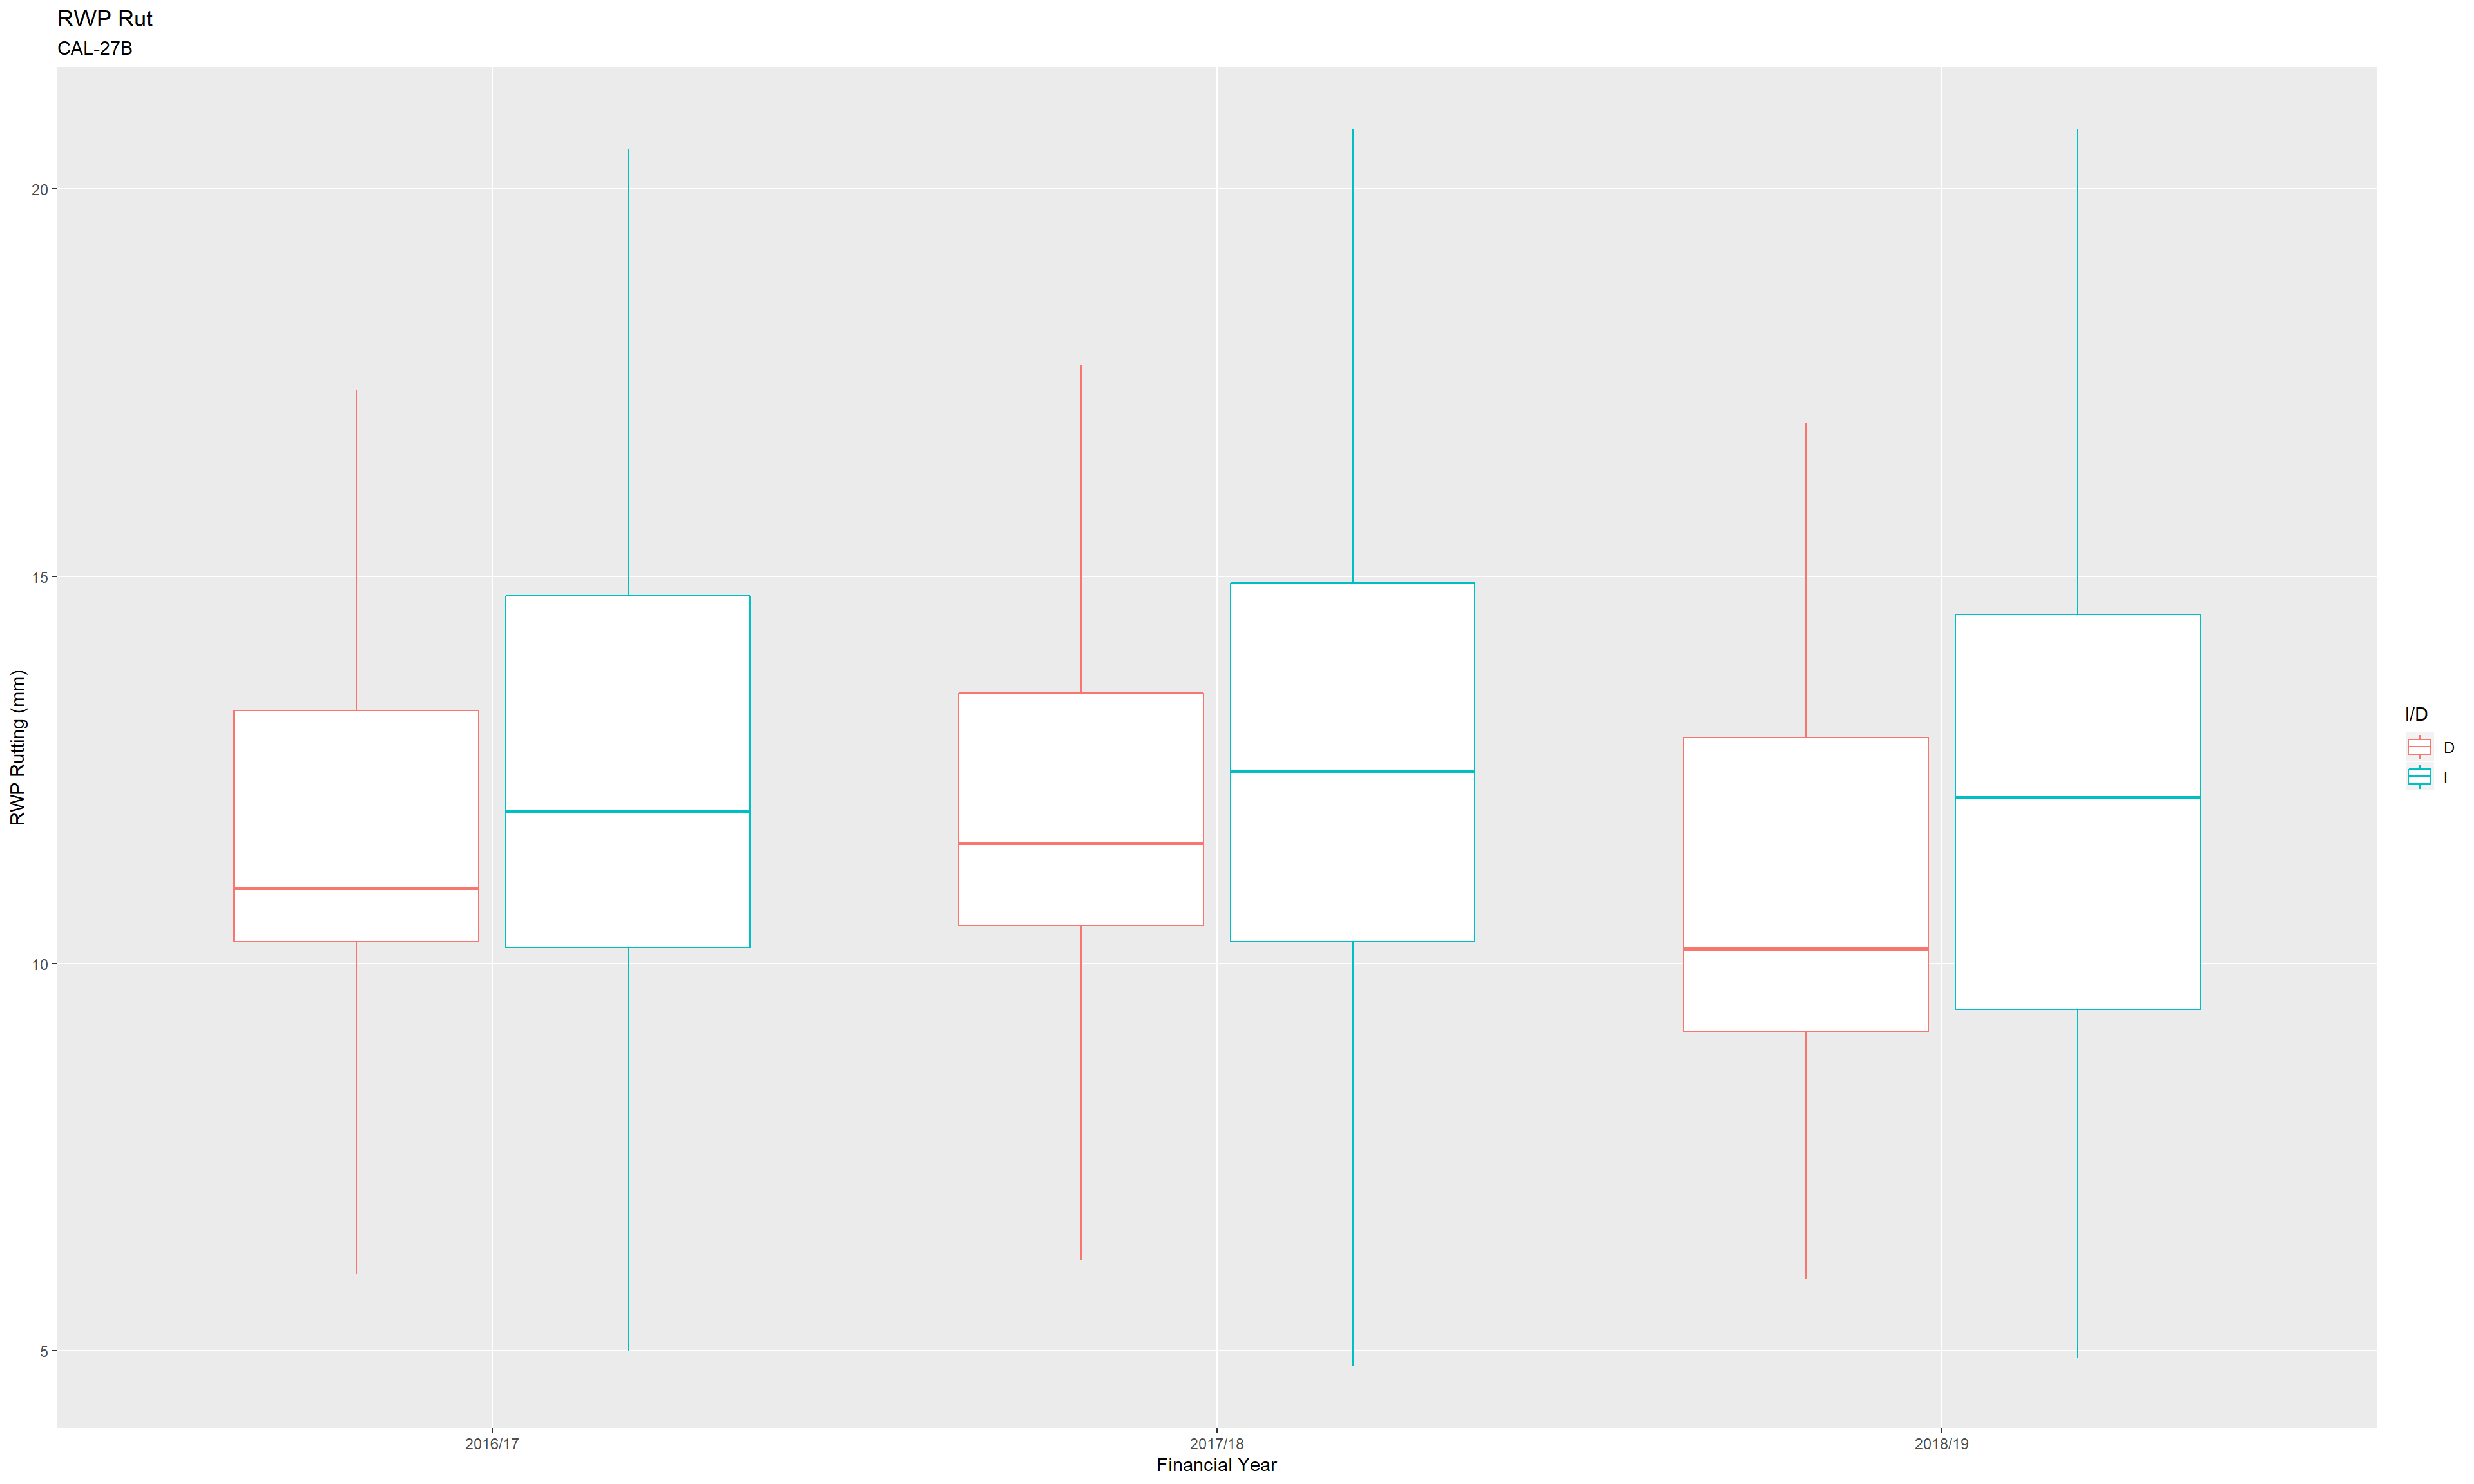 RWP Rut
CAL-27B
RWP Rutting (mm)
20
15
10
5
2016/17
2017/18
2018/19
Financial Year
I/D
D
I